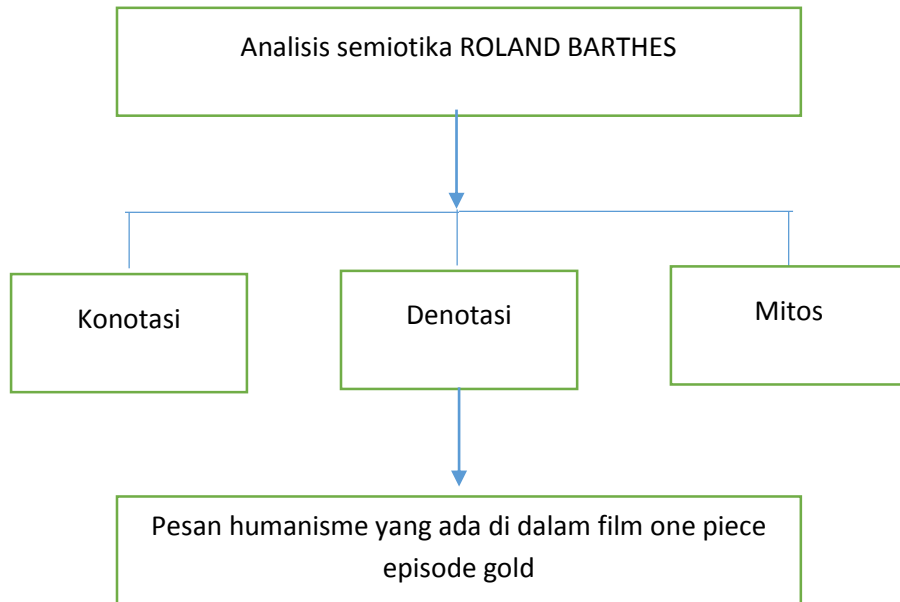 Analisis semiotika ROLAND BARTHES
Konotasi
Denotasi
Mitos
Pesan humanisme yang ada di dalam film one piece
episode gold